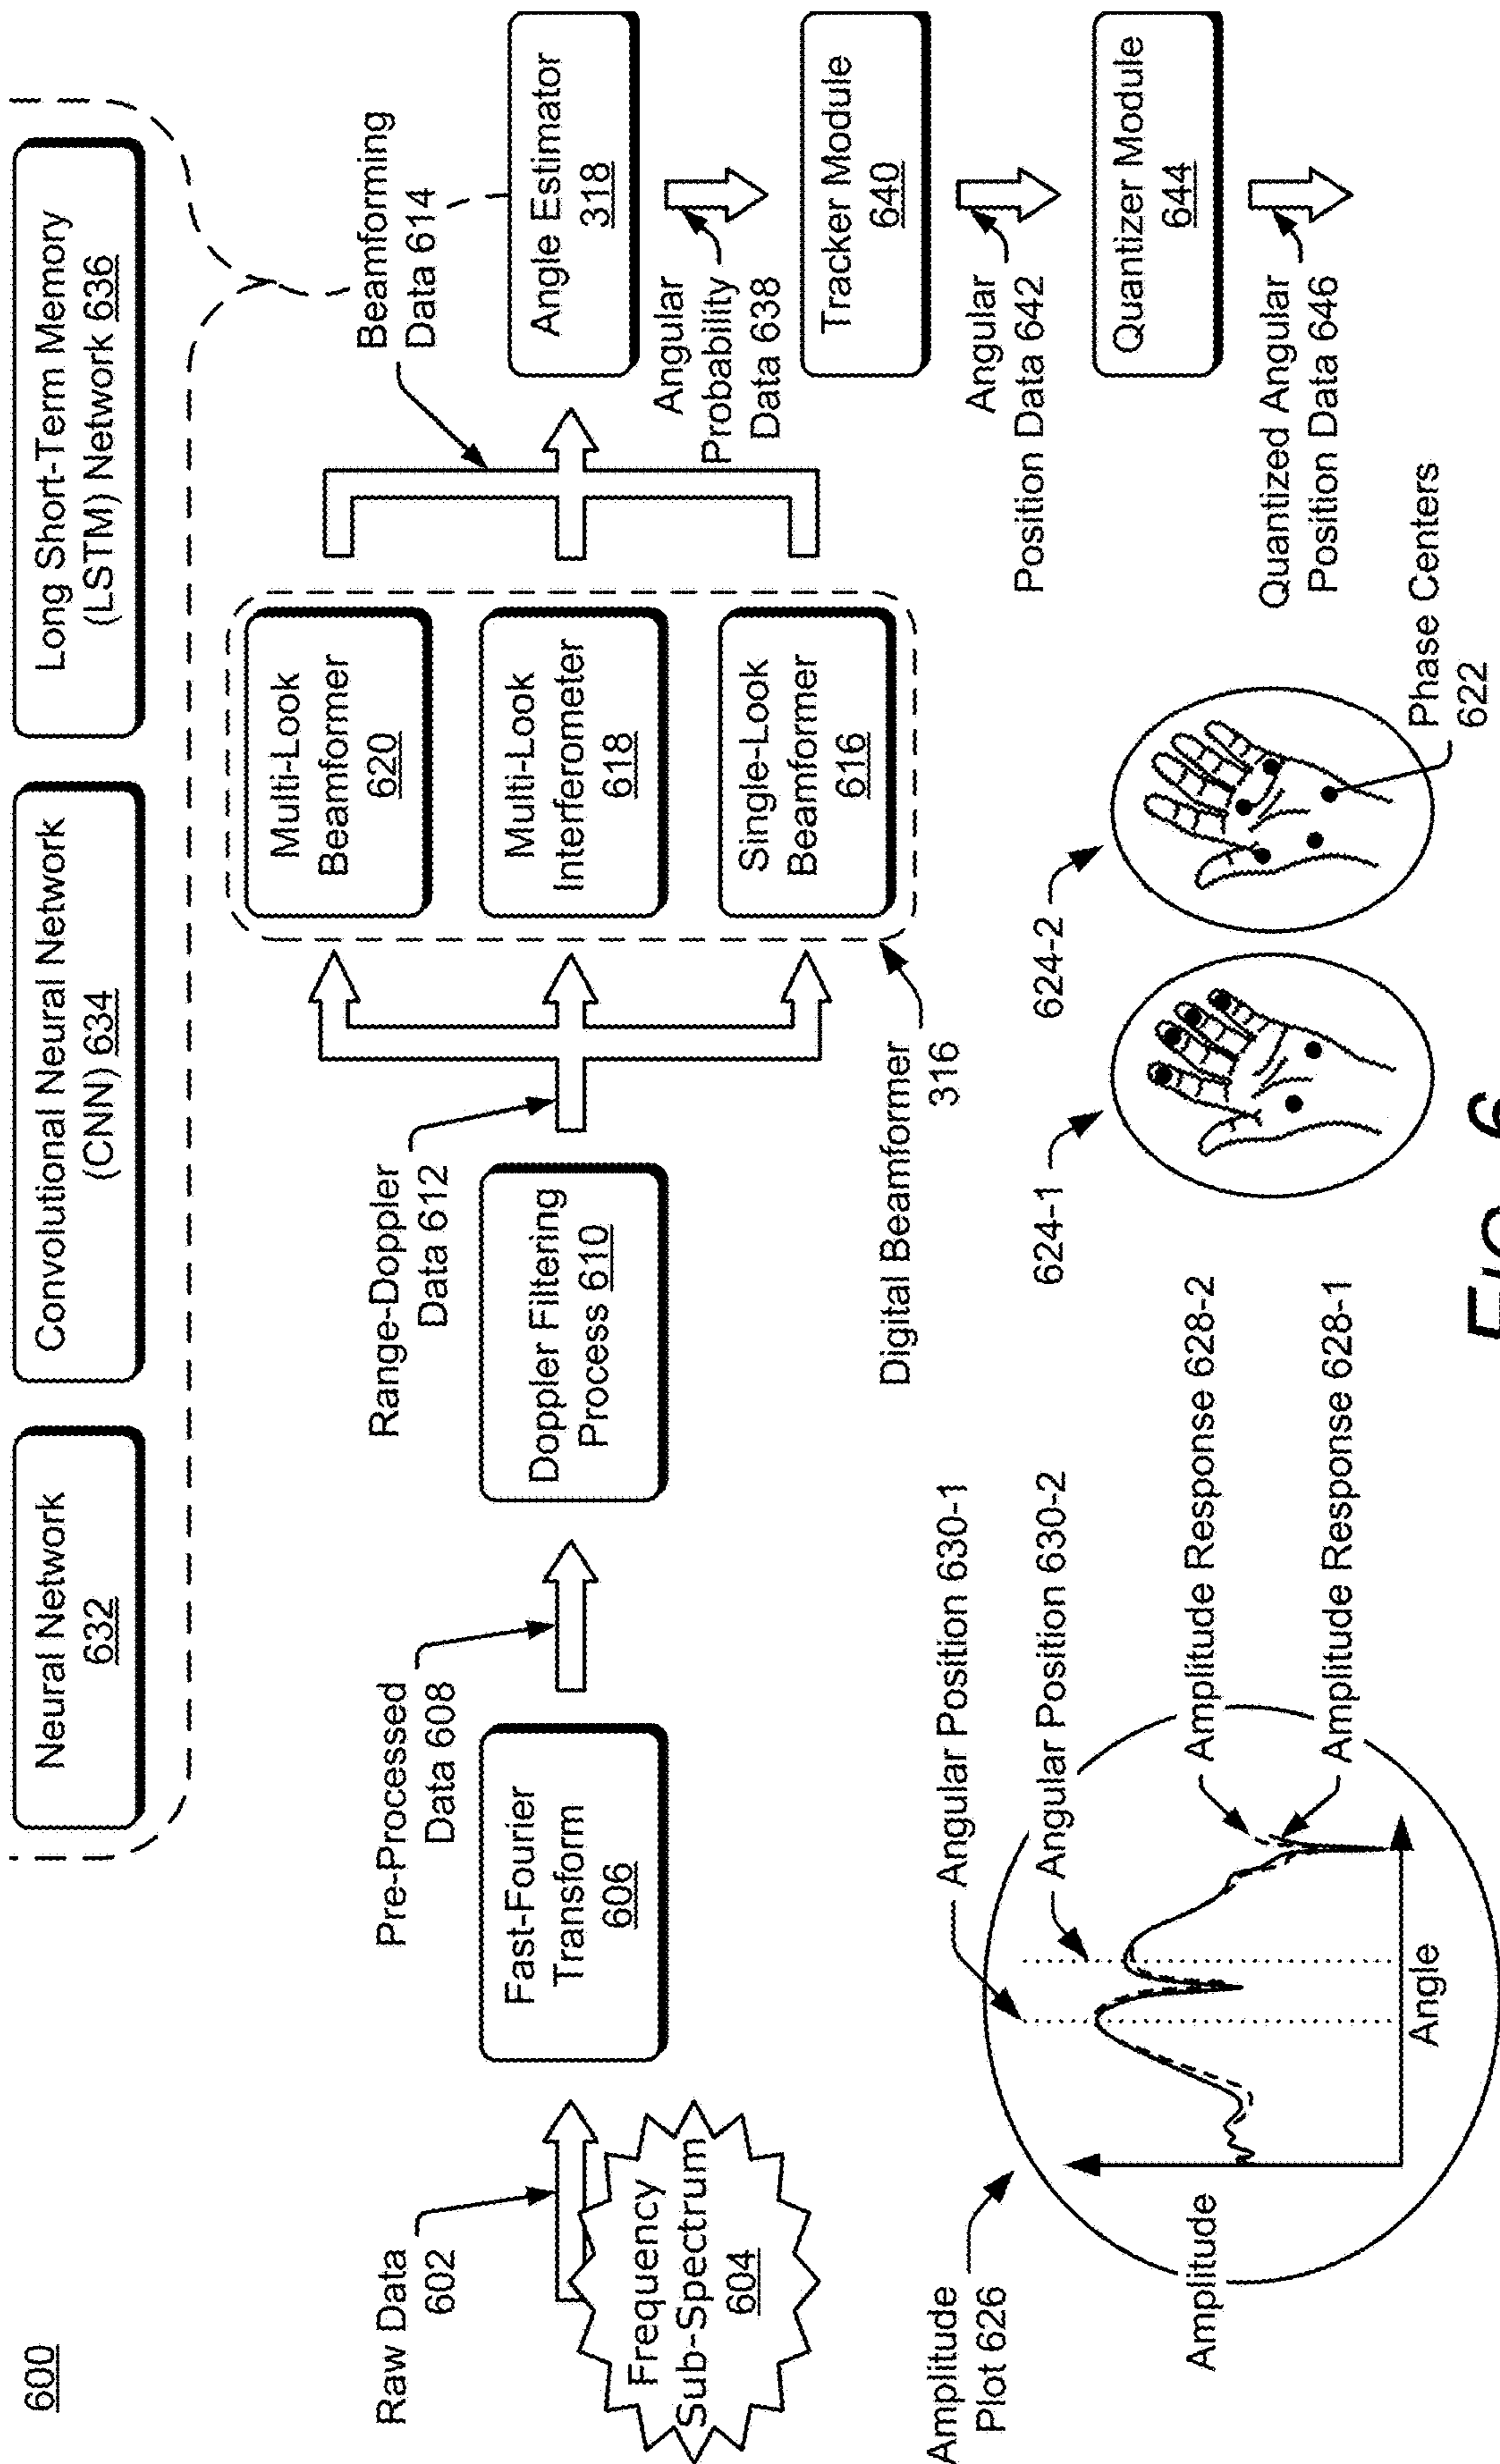 600
Neural Network
632
Convolutional Neural Network
(CNN) 634
Long Short-Term Memory
(LSTM) Network 636
Raw Data
602
Frequency
Sub-Spectrum
604
Fast-Fourier
Transform
606
Pre-Processed
Data 608
Doppler Filtering
Process 610
Range-Doppler
Data 612
Multi-Look
Beamformer
620
Multi-Look
Interferometer
618
Single-Look
Beamformer
616
Digital Beamformer
316
Beamforming
Data 614
Angle Estimator
318
Angular
Probability
Data 638
Tracker Module
640
Angular
Position Data 642
Quantizer Module
644
Quantized Angular
Position Data 646
Amplitude
Plot 626
Amplitude
Angle
Angular Position 630-1
Angular Position 630-2
Amplitude Response 628-2
Amplitude Response 628-1
624-1
624-2
Phase Centers
622
FIG. 6